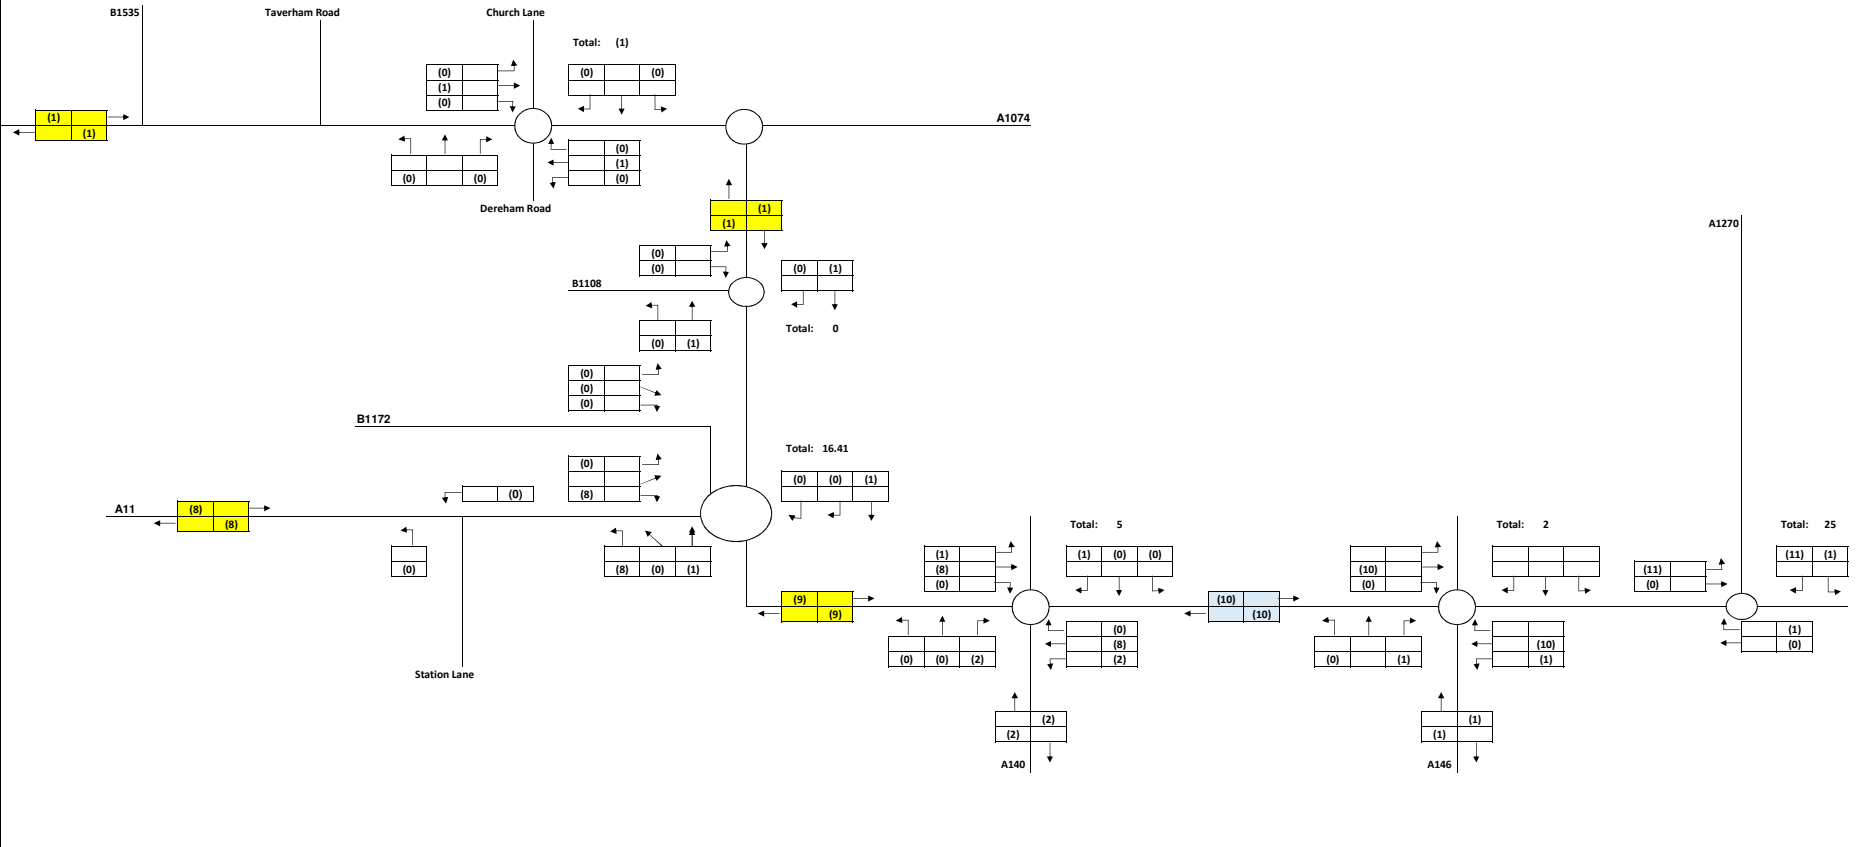 B1535
Taverham Road
Church Lane
Total: (1)
(0)
(1)
(0)
(0) (0)
(1)
(1)
A1074
(0) (0)
(0)
(1)
(0)
Dereham Road
(1)
(1)
A1270
(0)
(0)
(0) (1)
B1108
Total: 0
(0) (1)
(0)
(0)
(0)
B1172
Total: 16.41
(0)
(8)
(0) (0) (1)
(0)
A11
(8)
(8)
(0)
(8) (0) (1)
Total: 5
Total: 2
Total: 25
(1)
(8)
(0)
(1) (0) (0)
(10)
(0)
(11)
(0)
(11) (1)
(9)
(9)
(10)
(10)
(0) (0) (2)
(0)
(8)
(2)
(0) (1)
(10)
(1)
(1)
(0)
Station Lane
(2)
(2)
(1)
(1)
A140
A146